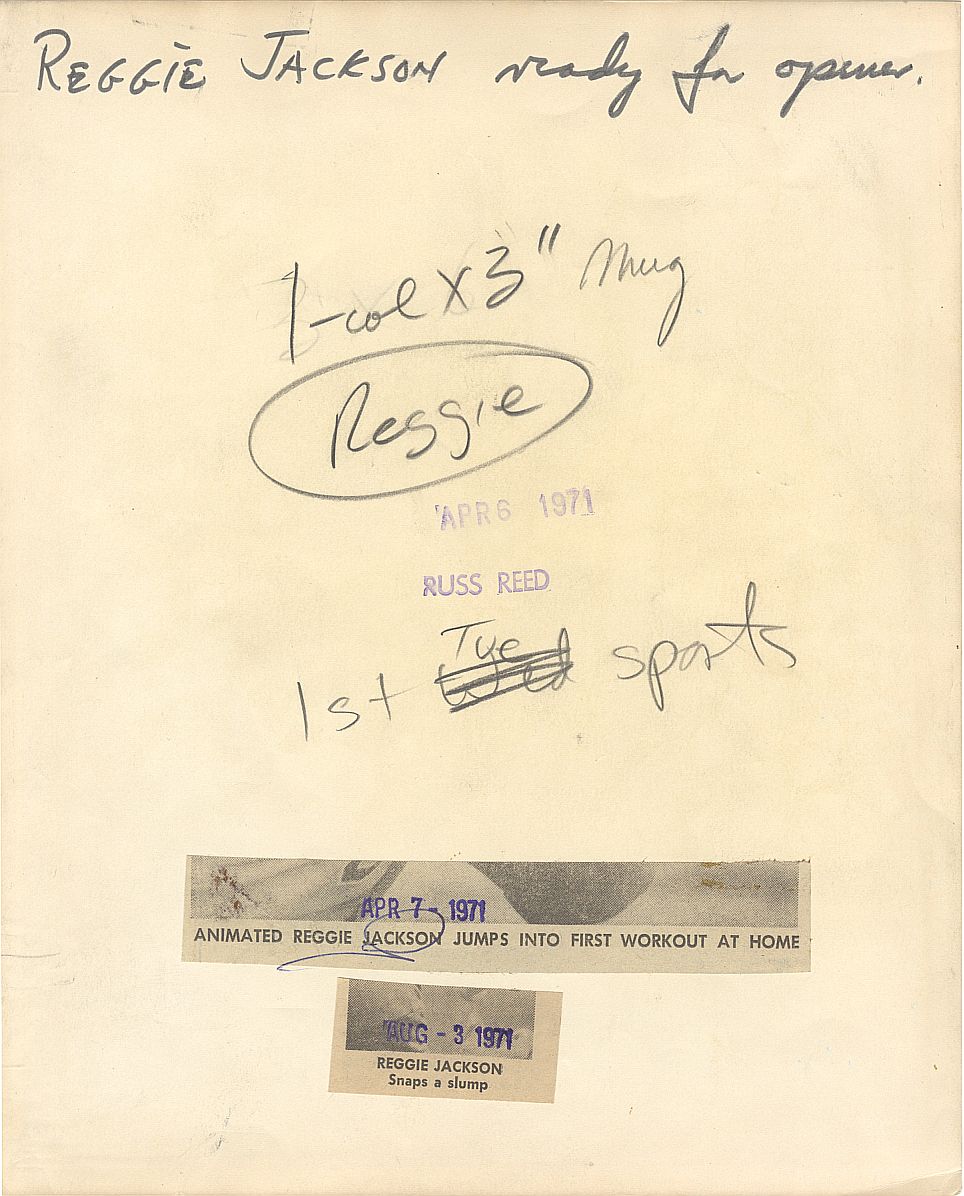 REGGIE JACKSON ready for opener.
1-col X 3" Mug
Reggie
APR 6 1971
RUSS REED
Tue
1st Wed sports
APR 7 - 1971
ANIMATED REGGIE JACKSON JUMPS INTO FIRST WORKOUT AT HOME
AUG - 3 1971
REGGIE JACKSON
Snaps a slump